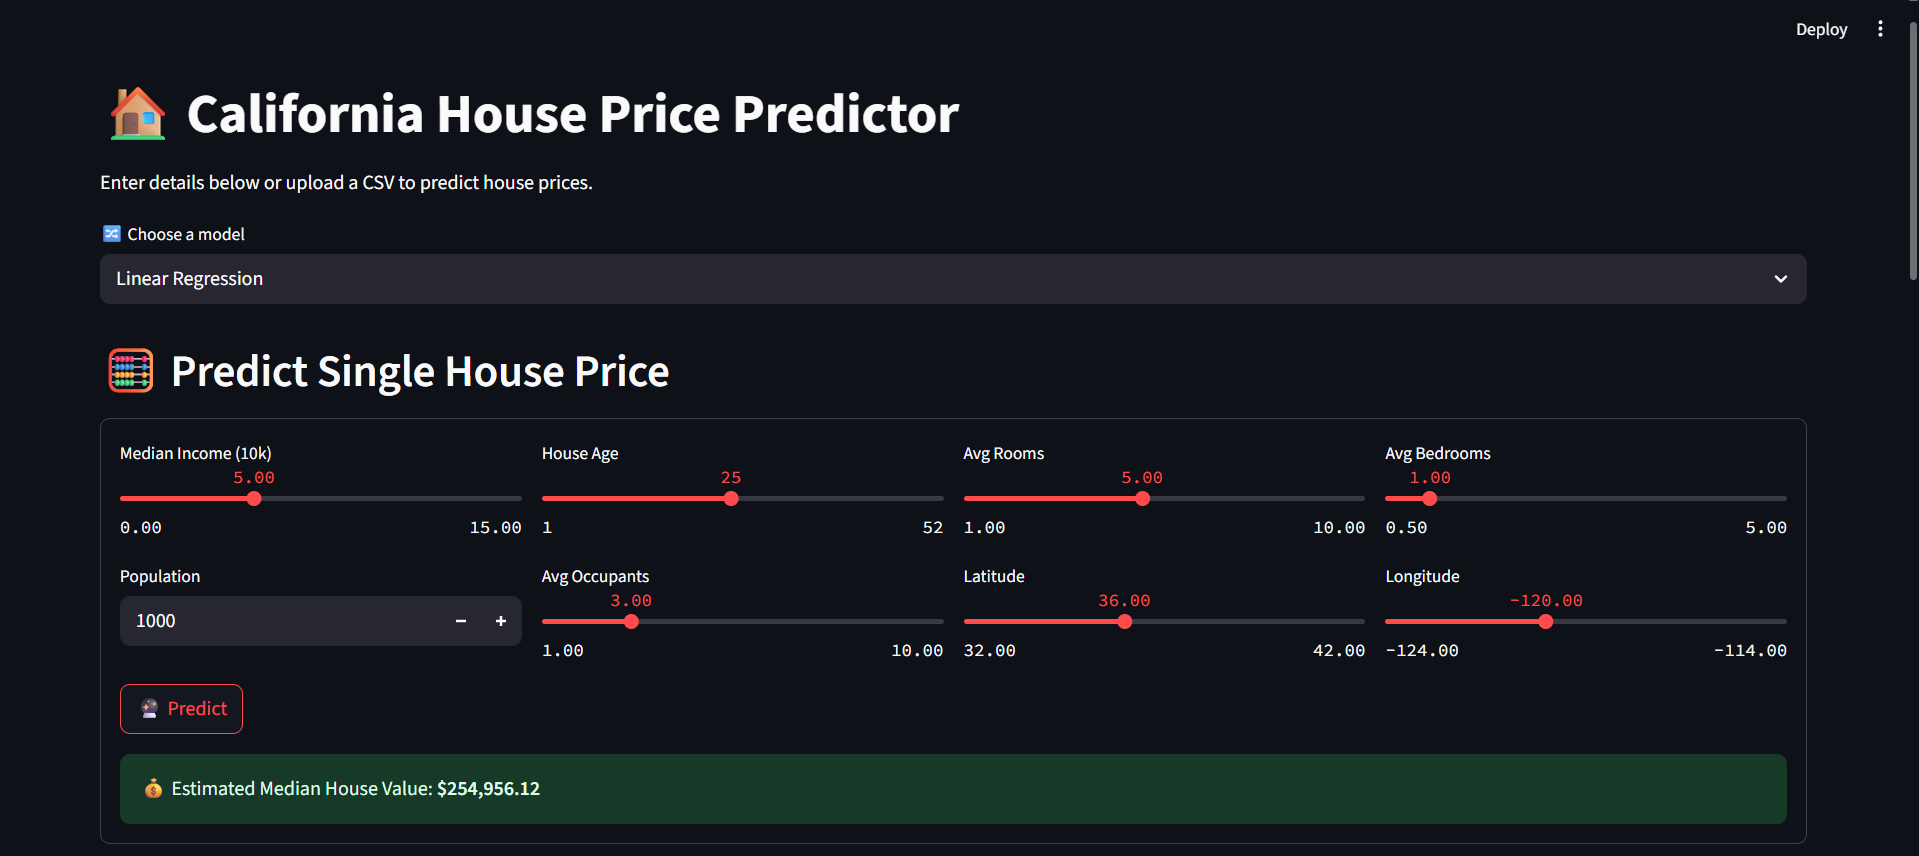 Deploy
California House Price Predictor
Enter details below or upload a CSV to predict house prices.
Choose a model
Linear Regression
Predict Single House Price
Median Income (10k) House Age Avg Rooms Avg Bedrooms
5.00 25 5.00 1.00
0.00 15.00 1 52 1.00 10.00 0.50 5.00
Population Avg Occupants Latitude Longitude
3.00 36.00 -120.00
1000 − +
1.00 10.00 32.00 42.00 -124.00 -114.00
Predict
Estimated Median House Value: $254,956.12